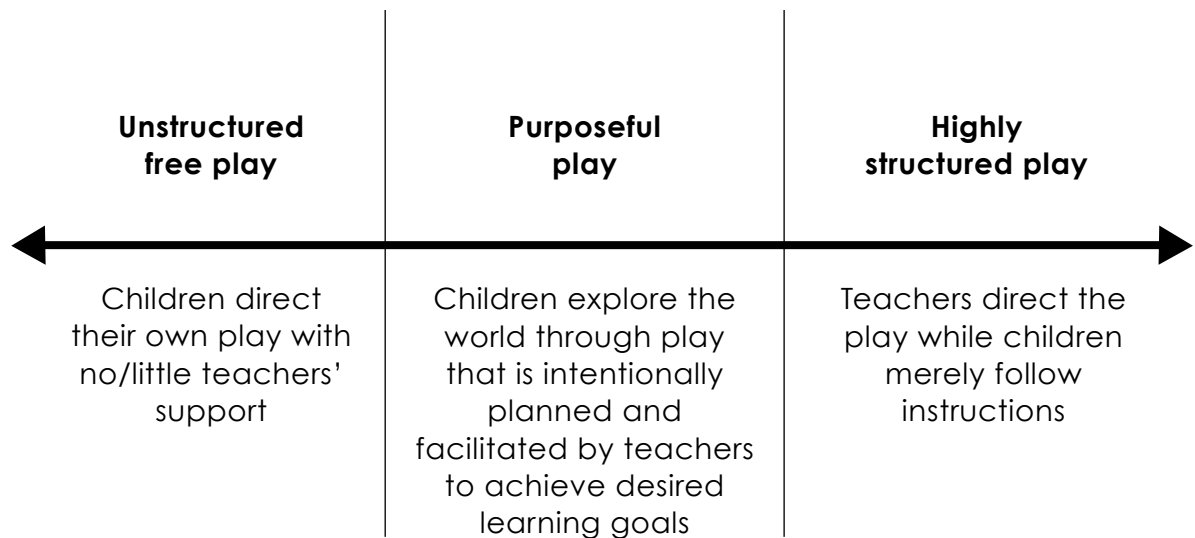 Unstructured
free play
Purposeful
play
Highly
structured play
Children direct
their own play with
no/little teachers’
support
Children explore the
world through play
that is intentionally
planned and
facilitated by teachers
to achieve desired
learning goals
Teachers direct the
play while children
merely follow
instructions